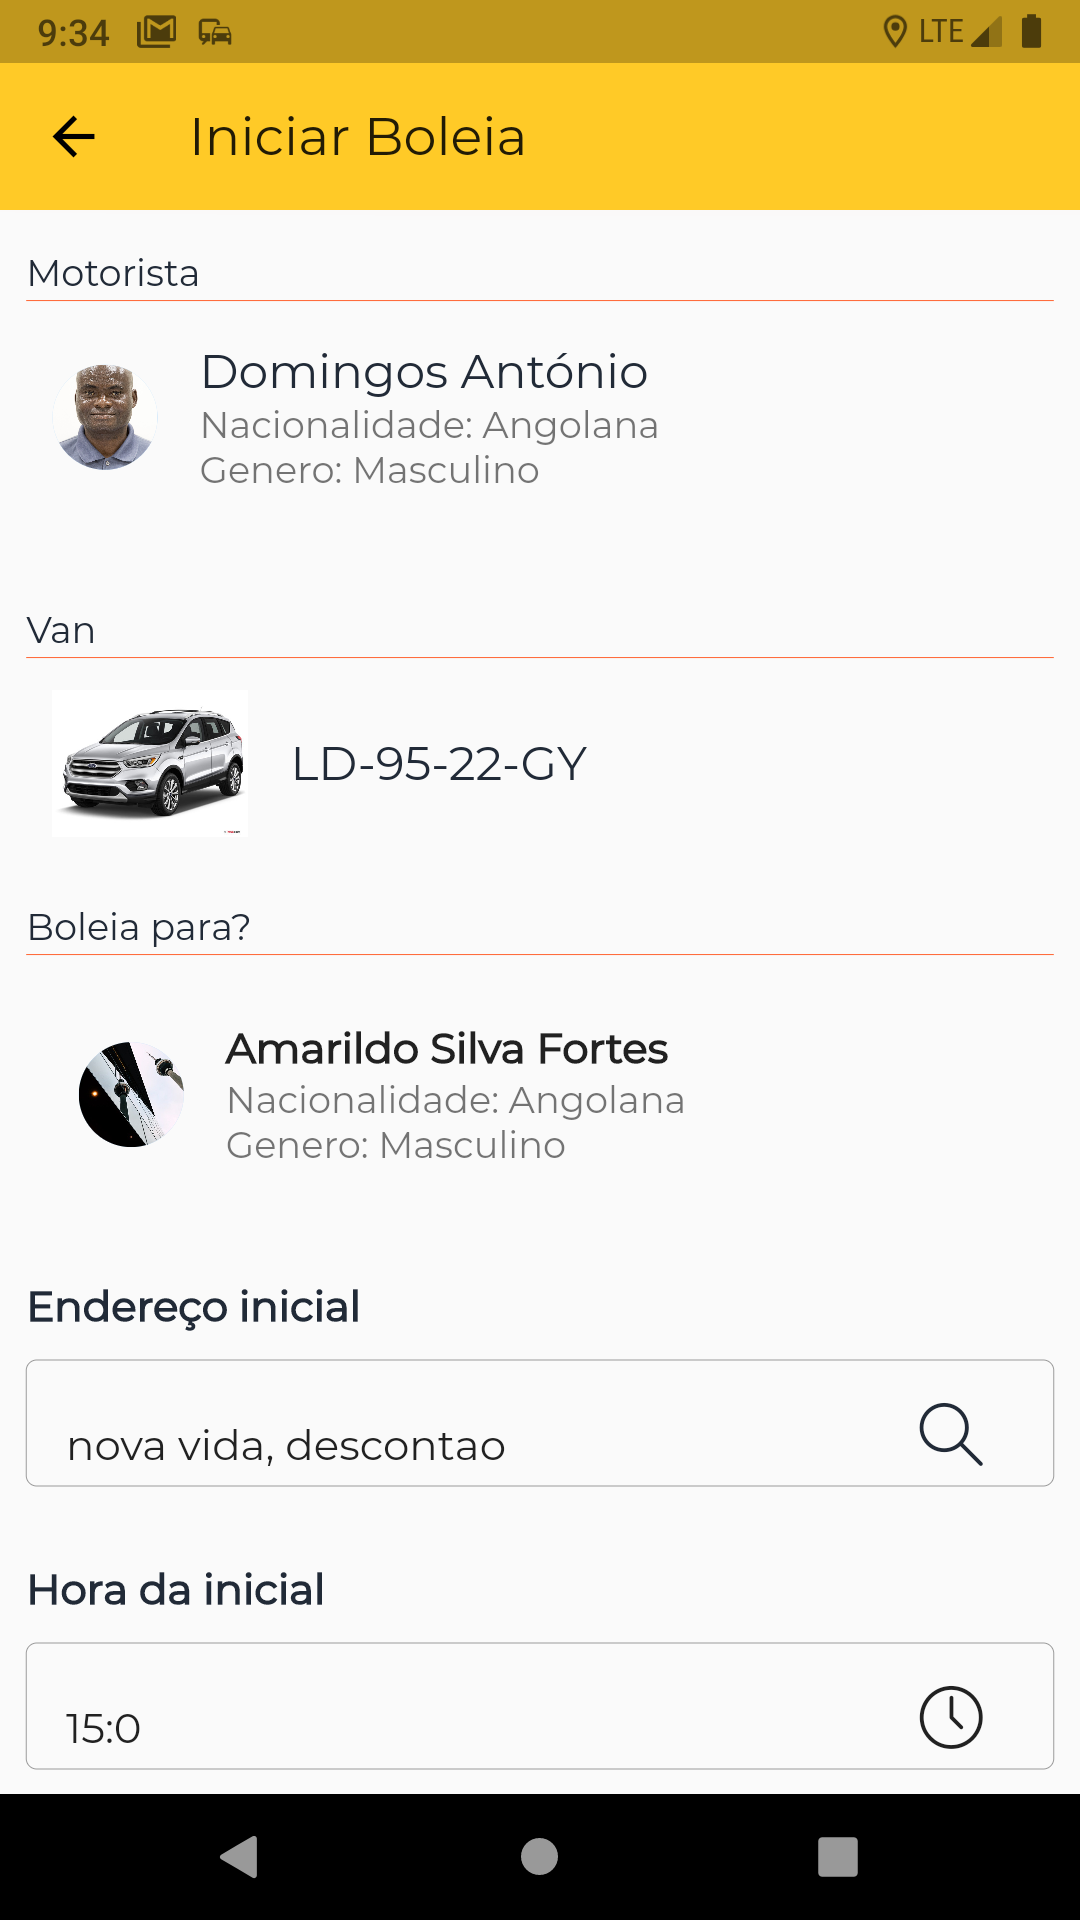 9:34
LTE
Iniciar Boleia
Motorista
Domingos António
Nacionalidade: Angolana
Genero: Masculino
Van
LD-95-22-GY
Boleia para?
Amarildo Silva Fortes
Nacionalidade: Angolana
Genero: Masculino
Endereço inicial
nova vida, descontao
Hora da inicial
15:0